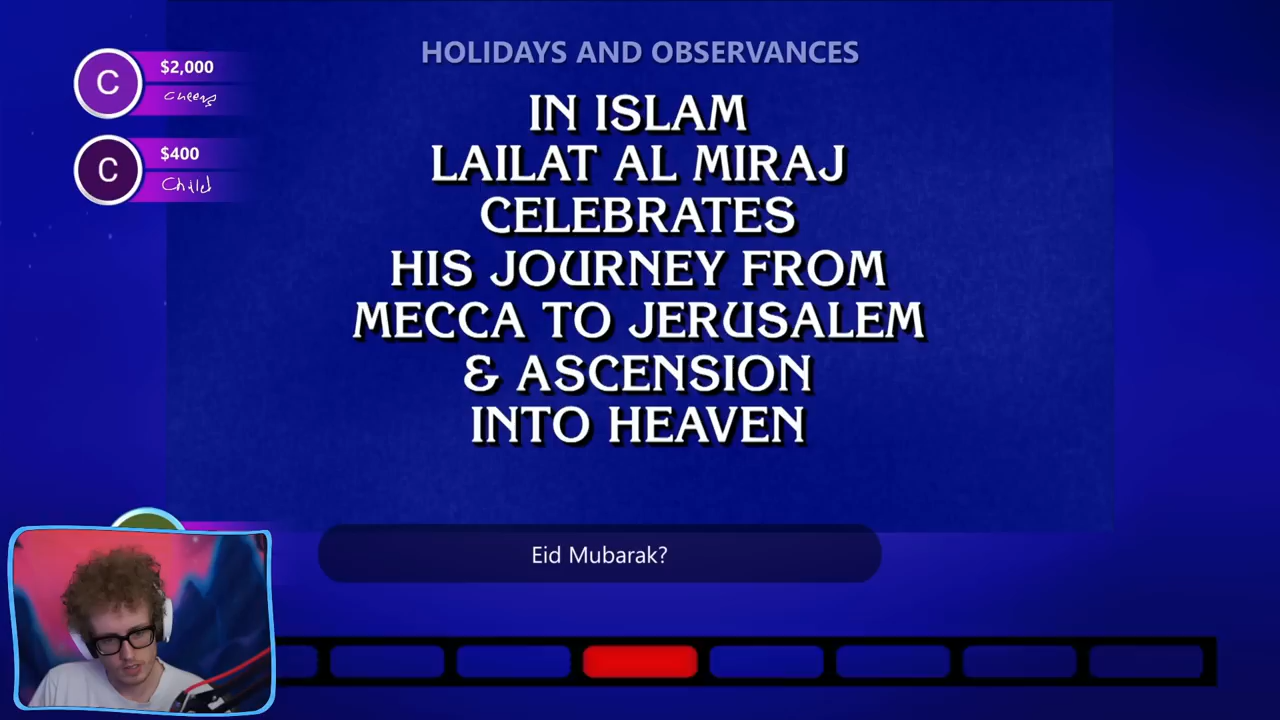 HOLIDAYS AND OBSERVANCES
C
$2,000
Cheens
C
$400
Child
IN ISLAM
LAILAT AL MIRAJ
CELEBRATES
HIS JOURNEY FROM
MECCA TO JERUSALEM
& ASCENSION
INTO HEAVEN
Eid Mubarak?